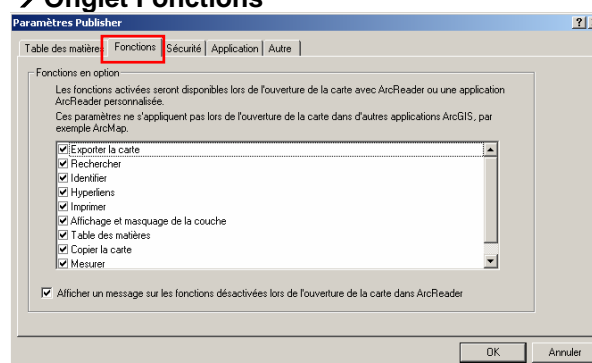 → Onglet Fonctions
Paramètres Publisher
Table des matières Fonctions Sécurité Application Autre
Fonctions en option
Les fonctions activées seront disponibles lors de l'ouverture de la carte avec ArcReader ou une application
ArcReader personnalisée.
Ces paramètres ne s'appliquent pas lors de l'ouverture de la carte dans d'autres applications ArcGIS, par
exemple ArcMap.
Exporter la carte
Rechercher
Identifier
Hyperliens
Imprimer
Affichage et masquage de la couche
Table des matières
Copier la carte
Mesurer
Afficher un message sur les fonctions désactivées lors de l'ouverture de la carte dans ArcReader
OK Annuler